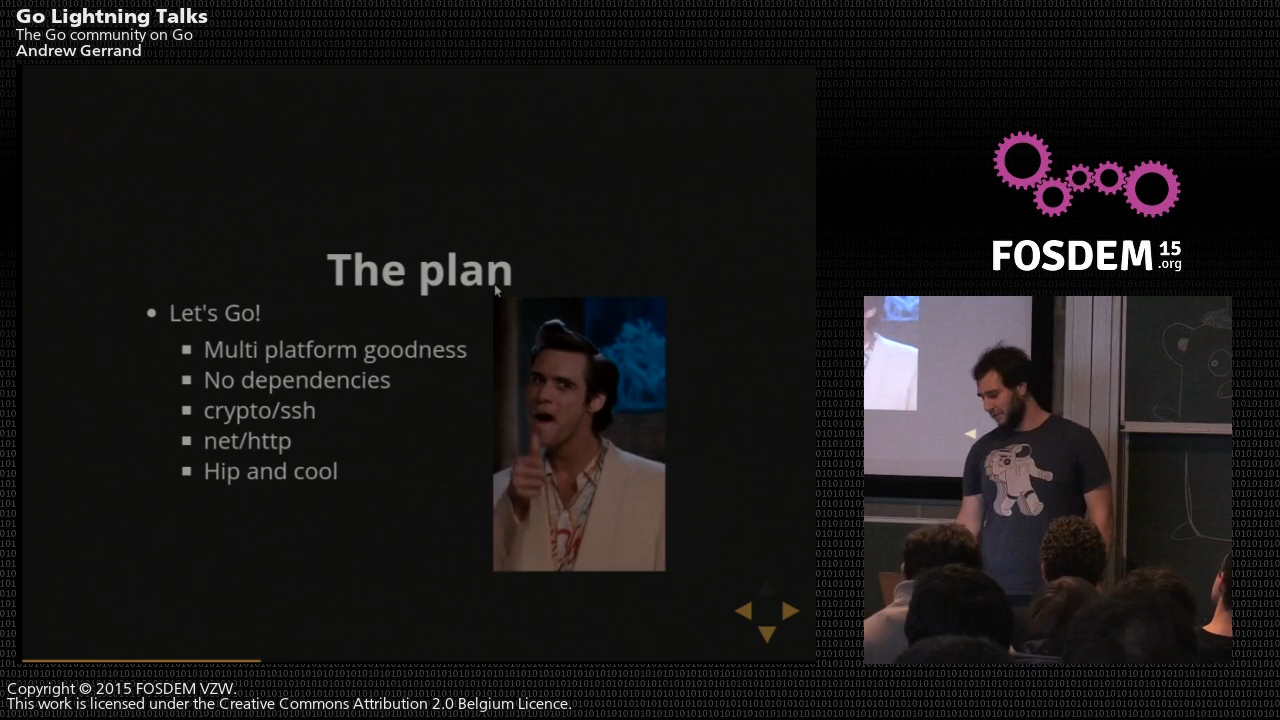 Go Lightning Talks
The Go community on Go
Andrew Gerrand
The plan
Let's Go!
Multi platform goodness
No dependencies
crypto/ssh
net/http
Hip and cool
FOSDEM 15
.org
Copyright © 2015 FOSDEM VZW.
This work is licensed under the Creative Commons Attribution 2.0 Belgium Licence.